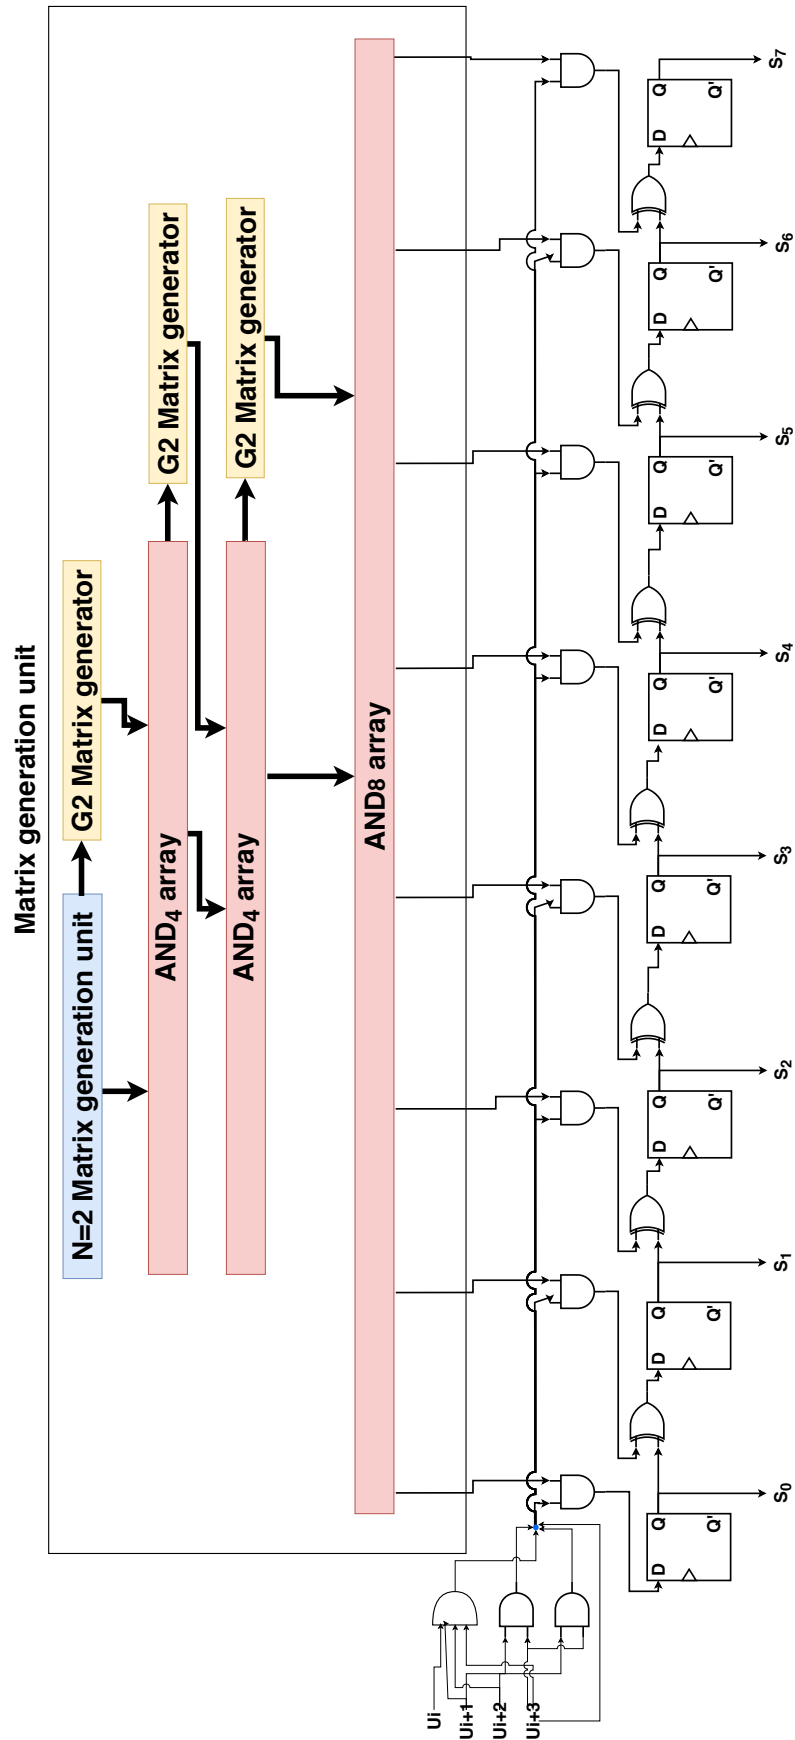 Matrix generation unit
N=2 Matrix generation unit
G2 Matrix generator
AND4 array
G2 Matrix generator
AND4 array
G2 Matrix generator
AND8 array
Ui
Ui+1
Ui+2
Ui+3
D
Q
Q'
D
Q
Q'
D
Q
Q'
D
Q
Q'
D
Q
Q'
D
Q
Q'
D
Q
Q'
D
Q
Q'
S0
S1
S2
S3
S4
S5
S6
S7